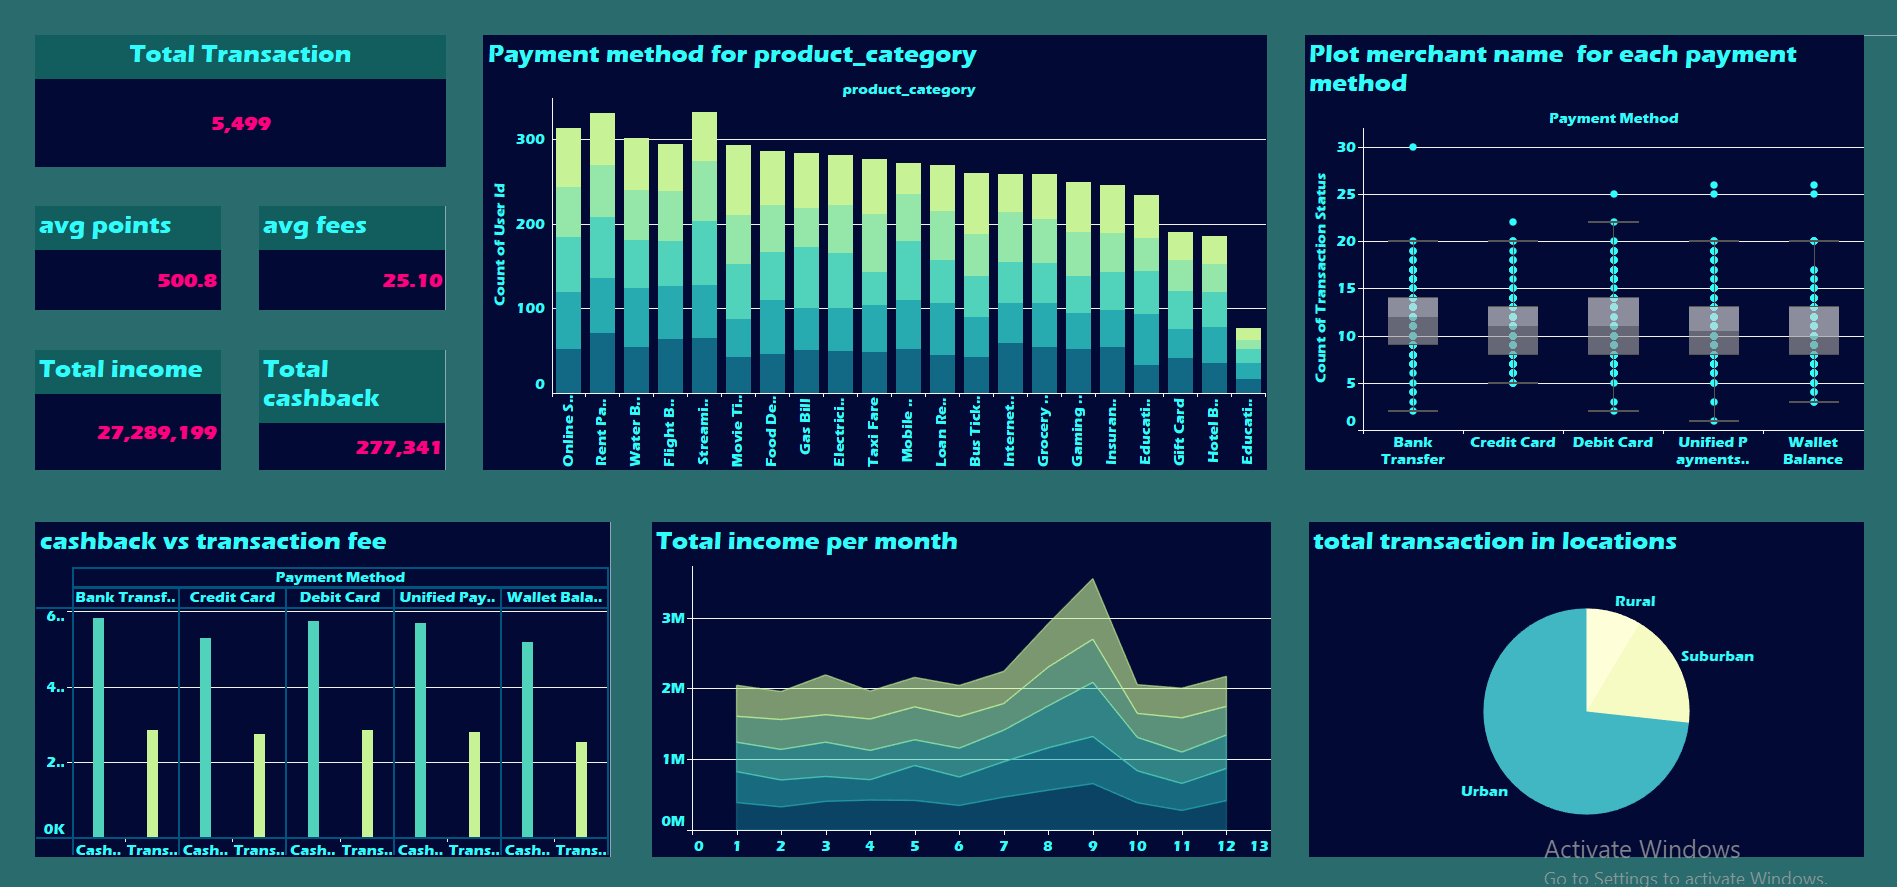 Total Transaction
5,499
avg points
500.8
avg fees
25.10
Total income
27,289,199
Total
cashback
277,341
Payment method for product_category
product_category
Count of User Id
300
200
100
0
Online S..
Rent Pa..
Water B..
Flight B..
Streami..
Movie Ti..
Food De..
Gas Bill
Electrici..
Taxi Fare
Mobile ..
Loan Re..
Bus Tick..
Internet..
Grocery ..
Gaming ..
Insuran..
Educati..
Gift Card
Hotel B..
Educati..
Plot merchant name  for each payment
method
Payment Method
Count of Transaction Status
30
25
20
15
10
5
0
Bank
Transfer
Credit Card
Debit Card
Unified P
ayments..
Wallet
Balance
cashback vs transaction fee
Payment Method
Bank Transf.. Credit Card Debit Card Unified Pay.. Wallet Bala..
6..
4..
2..
0K
Cash.. Trans.. Cash.. Trans.. Cash.. Trans.. Cash.. Trans.. Cash.. Trans..
Total income per month
3M
2M
1M
0M
0 1 2 3 4 5 6 7 8 9 10 11 12 13
total transaction in locations
Rural
Suburban
Urban
Activate Windows
Go to Settings to activate Windows.